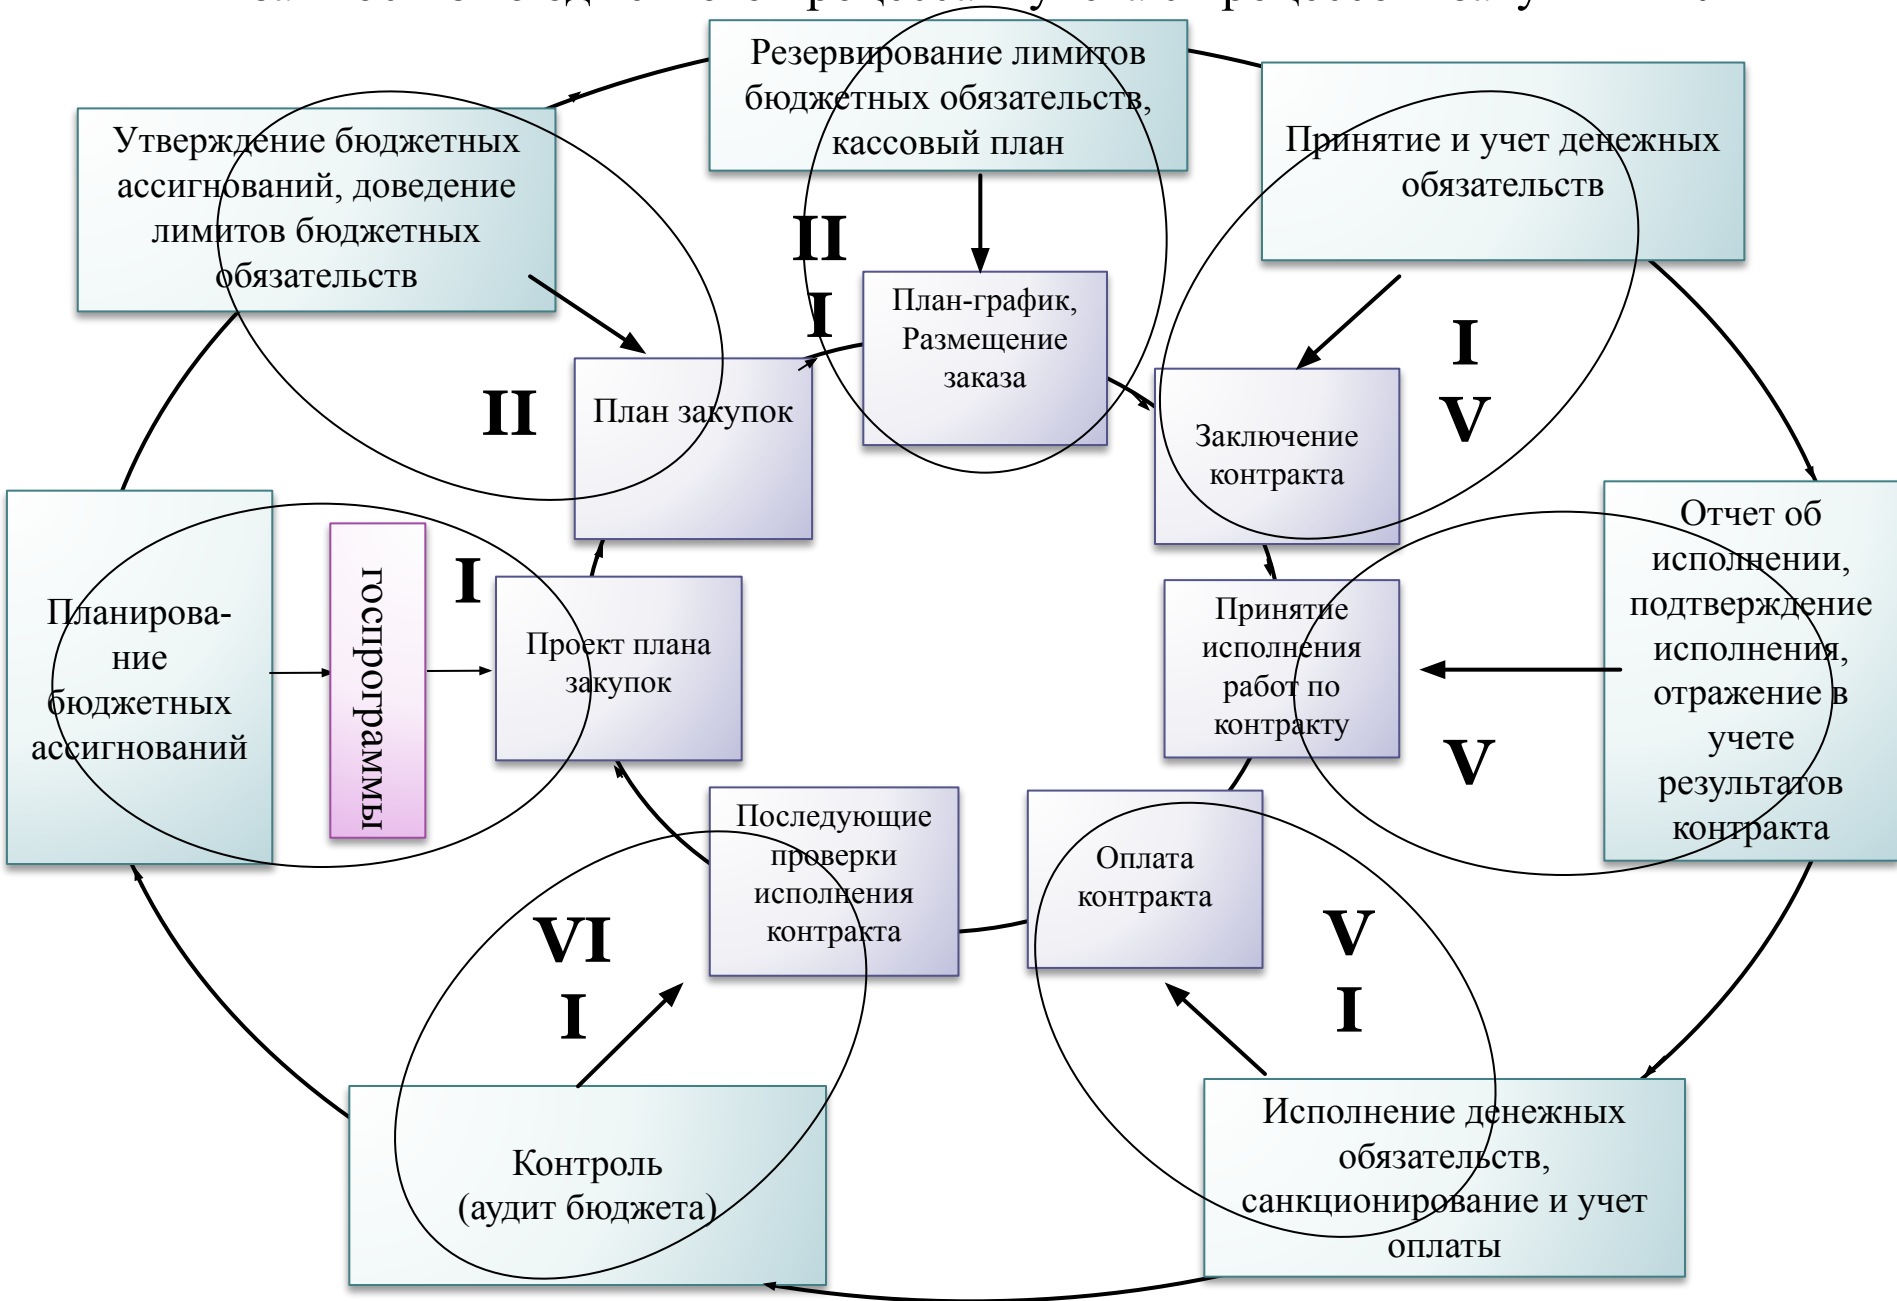 Резервирование лимитов
бюджетных обязательств,
кассовый план
Утверждение бюджетных
ассигнований, доведение
лимитов бюджетных
обязательств
Принятие и учет денежных
обязательств
II
I
План-график,
Размещение
заказа
I
V
II
План закупок
Заключение
контракта
Планирова-
ние
бюджетных
ассигнований
госпрограммы
I
Проект плана
закупок
Принятие
исполнения
работ по
контракту
V
Отчет об
исполнении,
подтверждение
исполнения,
отражение в
учете
результатов
контракта
Последующие
проверки
исполнения
контракта
Оплата
контракта
VI
I
V
I
Контроль
(аудит бюджета)
Исполнение денежных
обязательств,
санкционирование и учет
оплаты